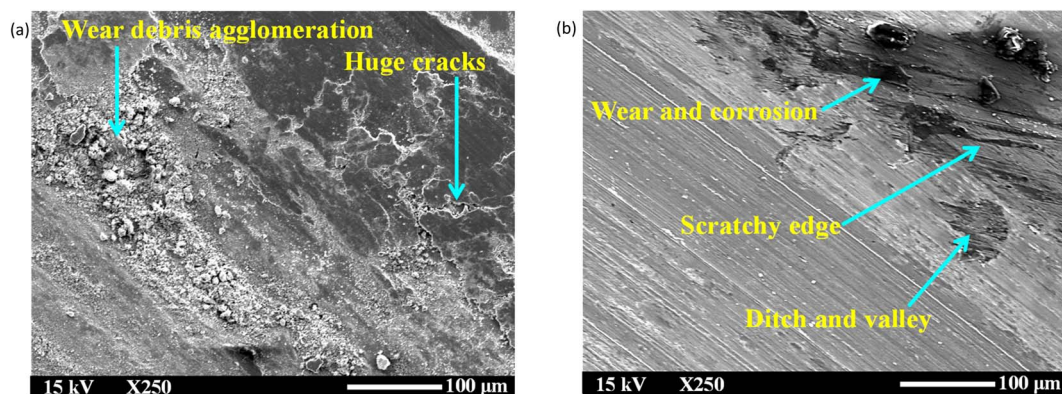 (a)
Wear debris agglomeration
Huge cracks
15 kV X250 100 µm
(b)
Wear and corrosion
Scratchy edge
Ditch and valley
15 kV X250 100 µm